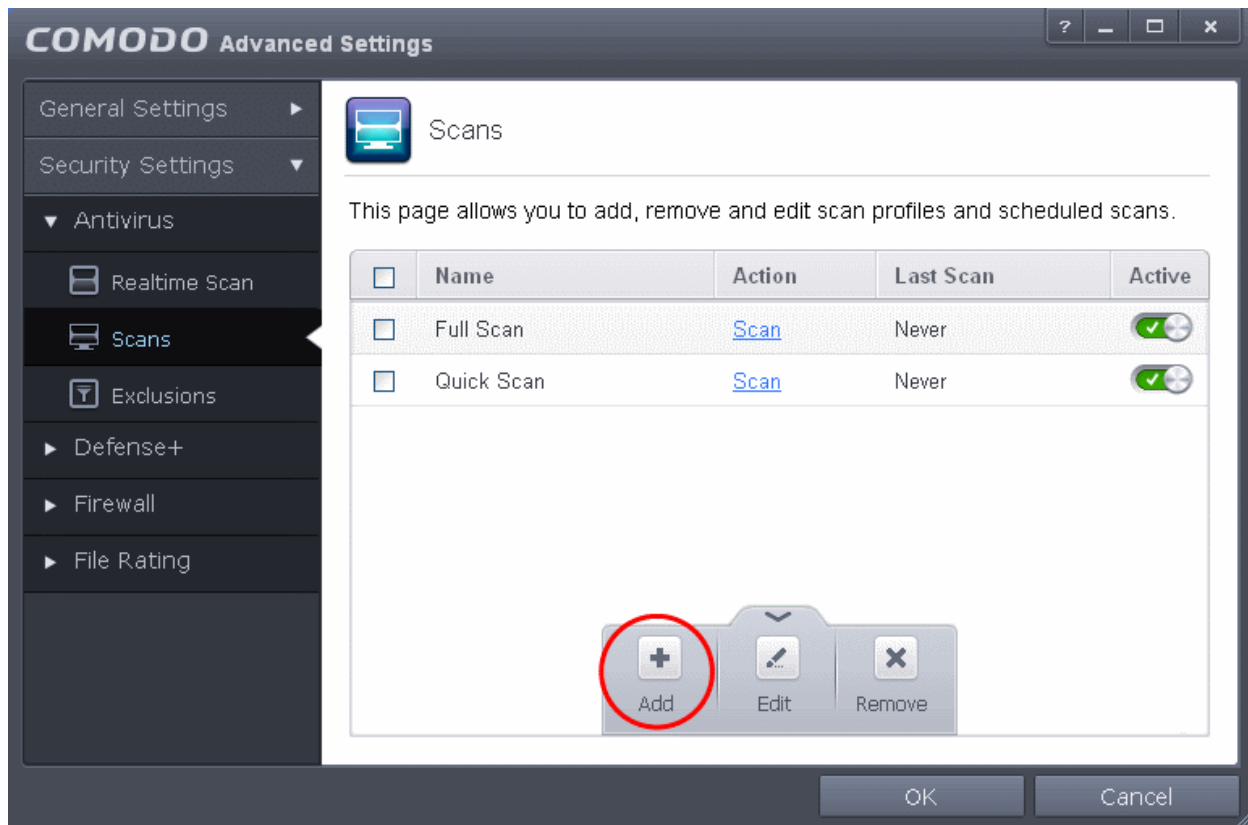 COMODO Advanced Settings
?
General Settings
Security Settings
Antivirus
Realtime Scan
Scans
Exclusions
Defense+
Firewall
File Rating
Scans
This page allows you to add, remove and edit scan profiles and scheduled scans.
Name Action Last Scan Active
Full Scan Scan Never
Quick Scan Scan Never
Add Edit Remove
OK Cancel